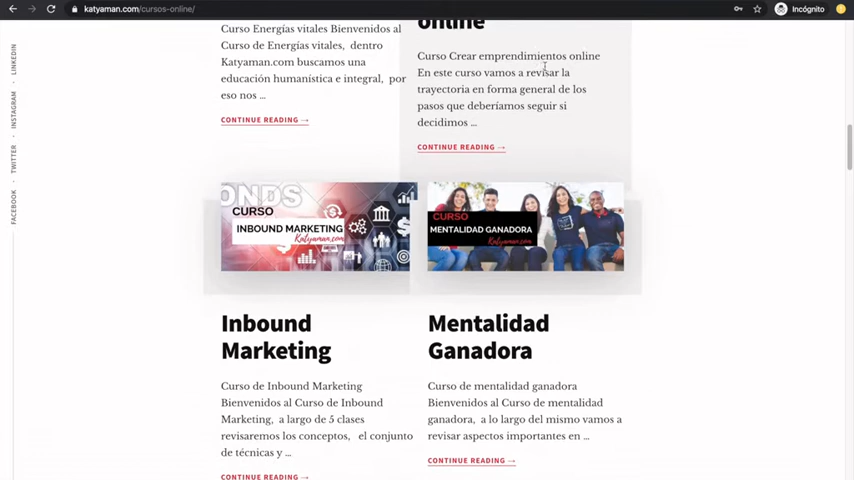 katyaman.com/cursos-online/
Incógnito
LINKEDIN
INSTAGRAM
TWITTER
FACEBOOK
Curso Energías vitales Bienvenidos al
Curso de Energías vitales, dentro
Katyaman.com buscamos una
educación humanística e integral, por
eso nos ...
CONTINUE READING →
online
Curso Crear emprendimientos online
En este curso vamos a revisar la
trayectoria en forma general de los
pasos que deberíamos seguir si
decidimos ...
CONTINUE READING →
ONDS
CURSO
INBOUND MARKETING
Katyaman.com
Inbound
Marketing
Curso de Inbound Marketing
Bienvenidos al Curso de Inbound
Marketing, a largo de 5 clases
revisaremos los conceptos, el conjunto
de técnicas y ...
CONTINUE READING →
CURSO
MENTALIDAD GANADORA
Katyaman.com
Mentalidad
Ganadora
Curso de mentalidad ganadora
Bienvenidos al Curso de mentalidad
ganadora, a lo largo del mismo vamos a
revisar aspectos importantes en ...
CONTINUE READING →